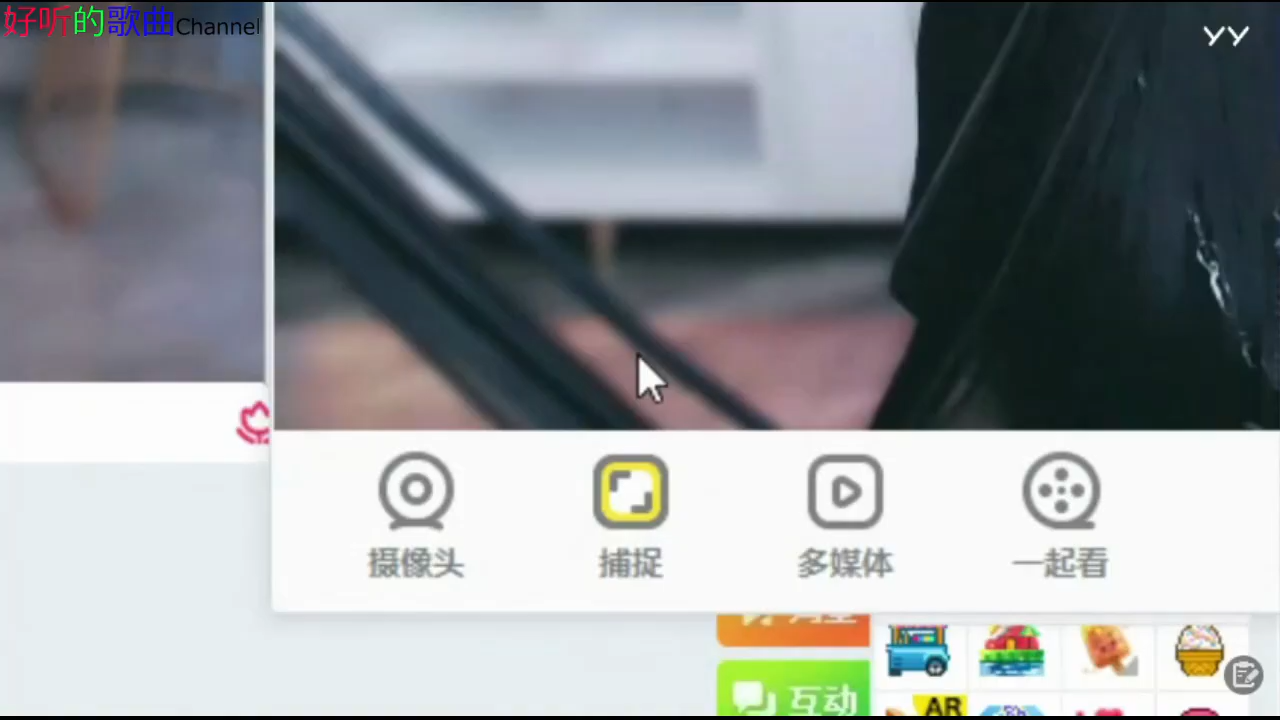 好听的歌曲Channel
YY
摄像头
捕捉
多媒体
一起看
互动
AR